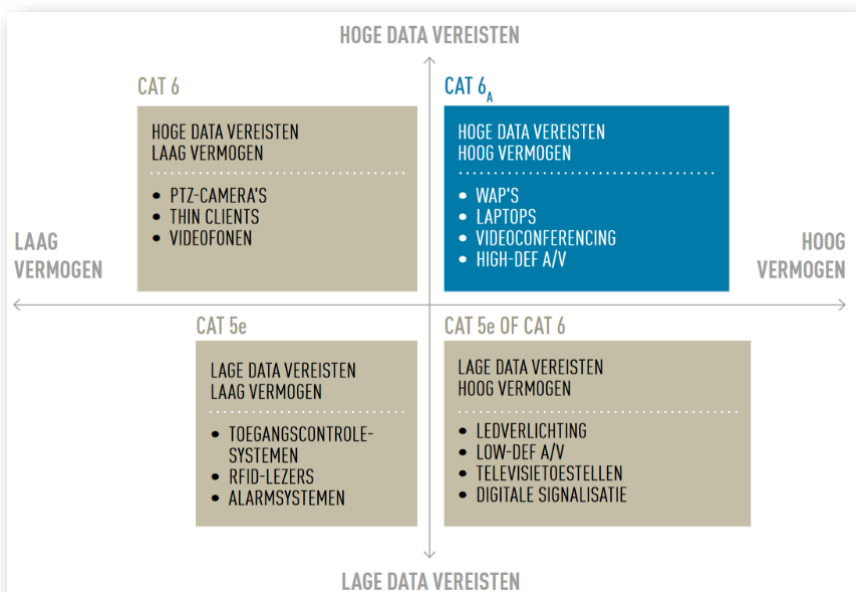 HOGE DATA VEREISTEN
CAT 6
HOGE DATA VEREISTEN
LAAG VERMOGEN
• PTZ-CAMERA'S
• THIN CLIENTS
• VIDEOFONEN
CAT 6A
HOGE DATA VEREISTEN
HOOG VERMOGEN
• WAP'S
• LAPTOPS
• VIDEOCONFERENCING
• HIGH-DEF A/V
LAAG
VERMOGEN
HOOG
VERMOGEN
CAT 5e
LAGE DATA VEREISTEN
LAAG VERMOGEN
• TOEGANGSCONTROLE-
SYSTEMEN
• RFID-LEZERS
• ALARMSYSTEMEN
CAT 5e OF CAT 6
LAGE DATA VEREISTEN
HOOG VERMOGEN
• LEDVERLICHTING
• LOW-DEF A/V
• TELEVISIETOESTELLEN
• DIGITALE SIGNALISATIE
LAGE DATA VEREISTEN